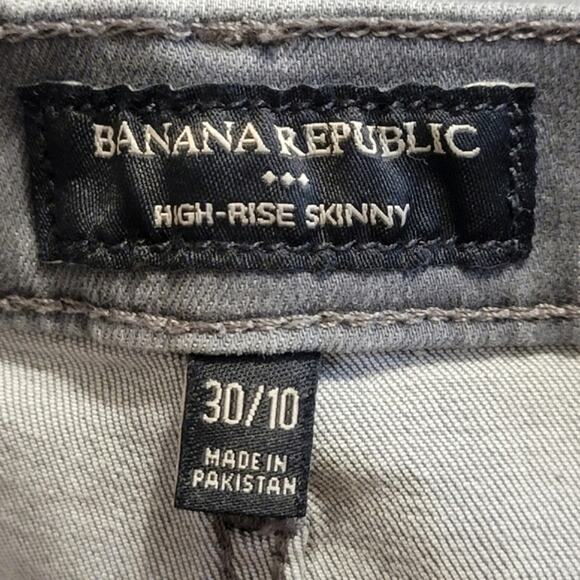 BANANA REPUBLIC
HIGH-RISE SKINNY
30/10
MADE IN
PAKISTAN